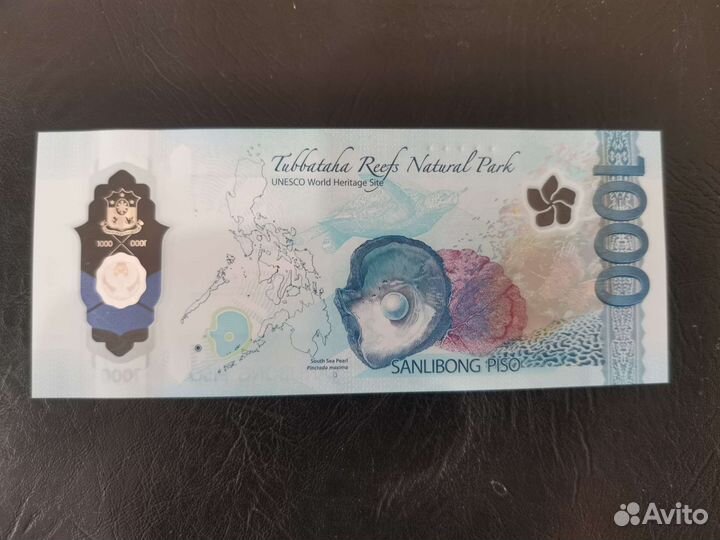 Tubbataha Reefs Natural Park
UNESCO World Heritage Site
1000
1000
1000
South Sea Pearl
Pinctada maxima
SANLIBONG PISO
1000
Avito